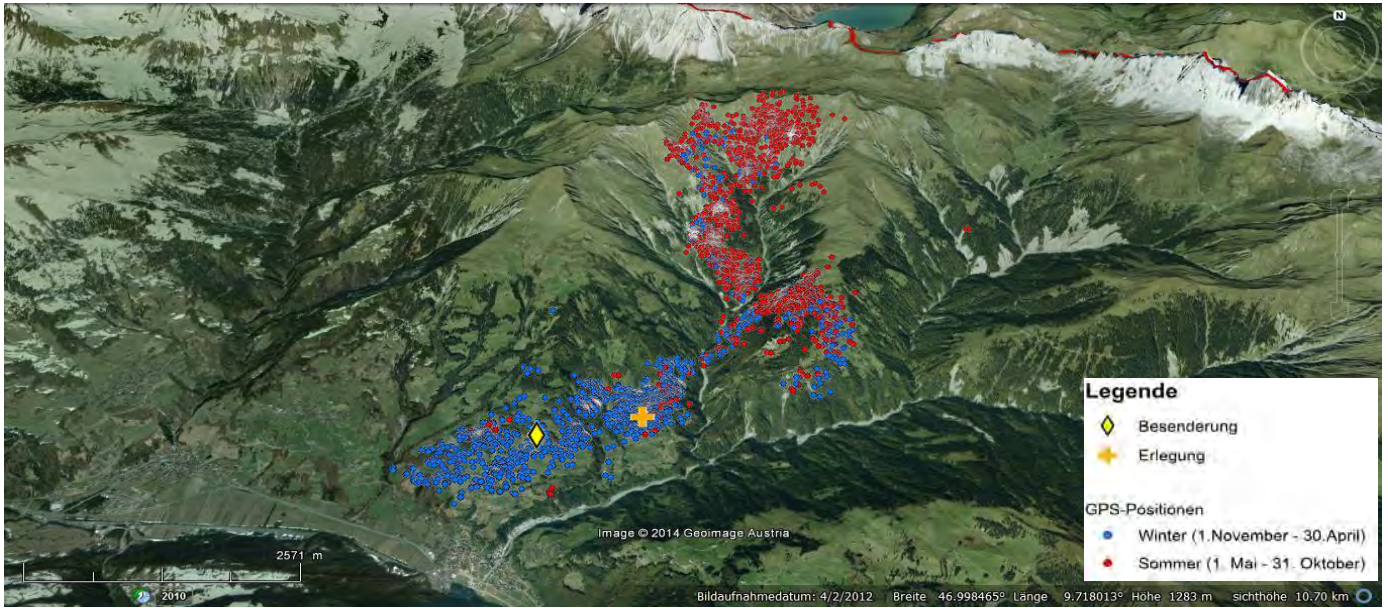 N
Legende
Besenderung
Erlegung
GPS-Positionen
Winter (1.November - 30.April)
Sommer (1. Mai - 31. Oktober)
Image © 2014 Geoimage Austria
2571 m
2010
Bildaufnahmedatum: 4/2/2012 Breite 46.998465° Länge 9.718013° Höhe 1283 m sichthöhe 10.70 km